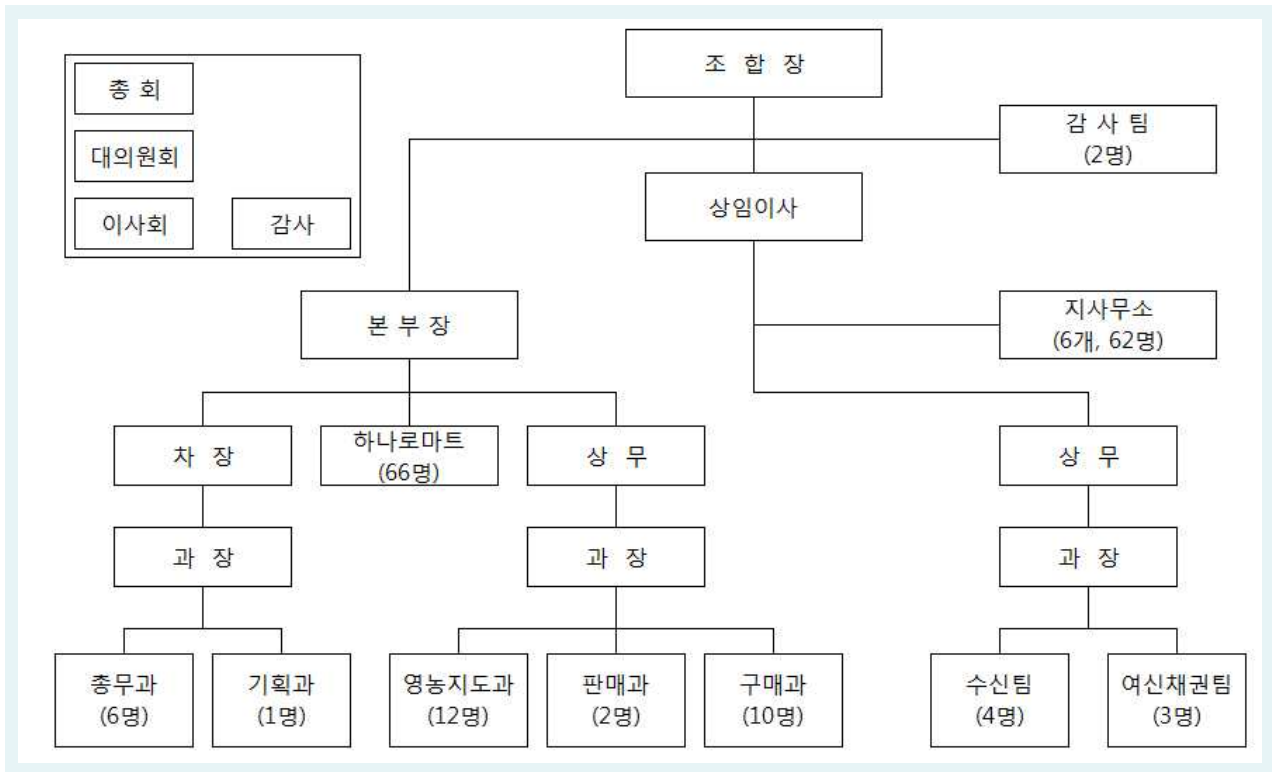 총 회
대의원회
이사회
감사
조 합 장
감 사 팀
(2명)
상임이사
본 부 장
지사무소
(6개, 62명)
차 장
하나로마트
(66명)
상 무
상 무
과 장
과 장
과 장
총무과
(6명)
기획과
(1명)
영농지도과
(12명)
판매과
(2명)
구매과
(10명)
수신팀
(4명)
여신채권팀
(3명)